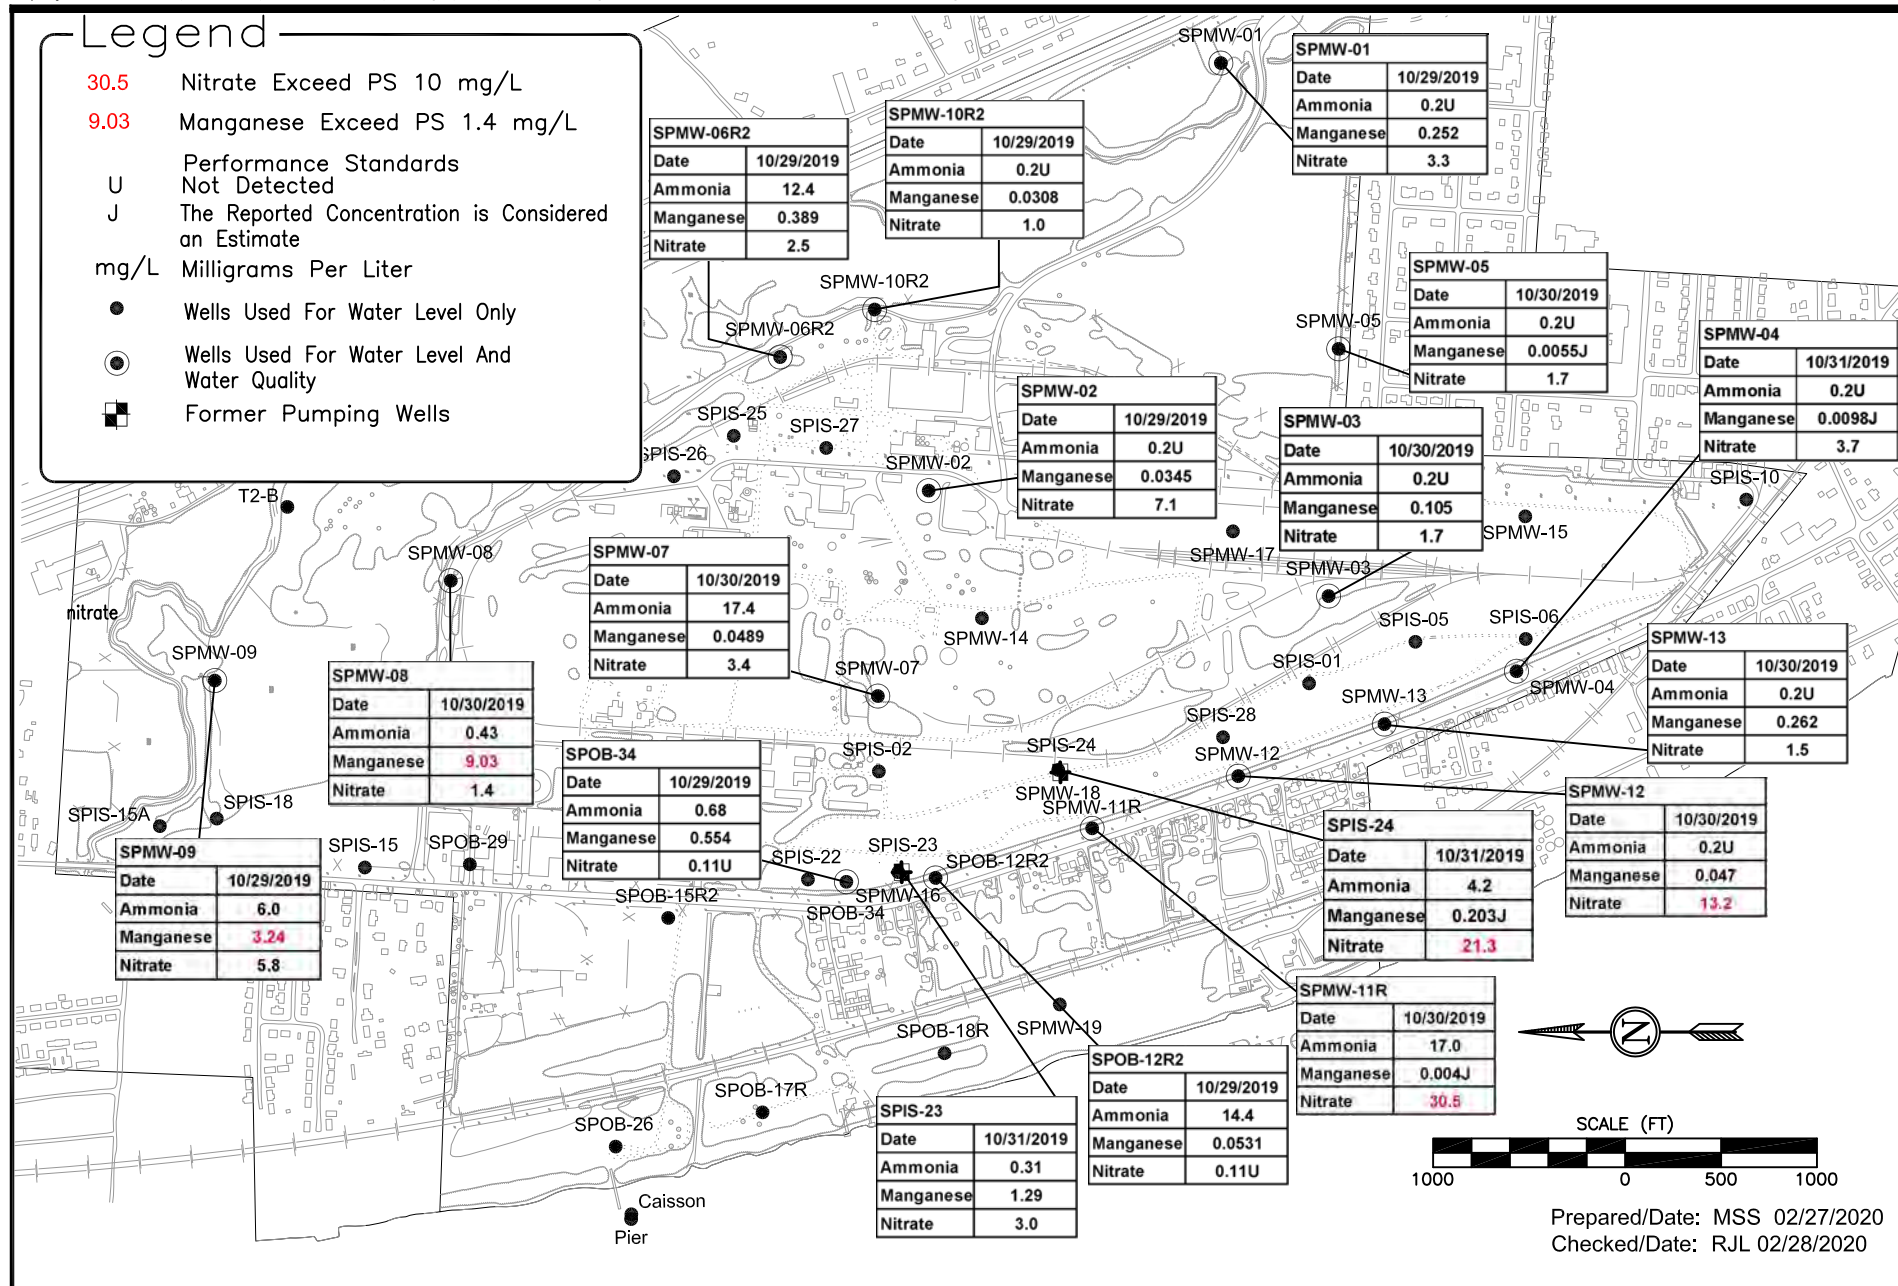 Legend
30.5 Nitrate Exceed PS 10 mg/L
9.03 Manganese Exceed PS 1.4 mg/L
Performance Standards
U Not Detected
J The Reported Concentration is Considered
an Estimate
mg/L Milligrams Per Liter
Wells Used For Water Level Only
Wells Used For Water Level And
Water Quality
Former Pumping Wells
SPMW-01
SPMW-01
Date 10/29/2019
Ammonia 0.2U
Manganese 0.252
Nitrate 3.3
SPMW-06R2
Date 10/29/2019
Ammonia 12.4
Manganese 0.389
Nitrate 2.5
SPMW-10R2
Date 10/29/2019
Ammonia 0.2U
Manganese 0.0308
Nitrate 1.0
SPMW-10R2
SPMW-06R2
SPMW-05
SPMW-05
Date 10/30/2019
Ammonia 0.2U
Manganese 0.0055J
Nitrate 1.7
SPMW-04
Date 10/31/2019
Ammonia 0.2U
Manganese 0.0098J
Nitrate 3.7
SPMW-02
Date 10/29/2019
Ammonia 0.2U
Manganese 0.0345
Nitrate 7.1
SPMW-03
Date 10/30/2019
Ammonia 0.2U
Manganese 0.105
Nitrate 1.7
SPIS-25
SPIS-27
SPIS-26
SPMW-02
SPIS-10
T2-B
SPMW-15
SPMW-17
SPMW-08
SPMW-03
nitrate
SPMW-07
Date 10/30/2019
Ammonia 17.4
Manganese 0.0489
Nitrate 3.4
SPMW-14
SPIS-05
SPIS-06
SPMW-09
SPMW-07
SPIS-01
SPMW-04
SPMW-13
SPMW-13
Date 10/30/2019
Ammonia 0.2U
Manganese 0.262
Nitrate 1.5
SPMW-08
Date 10/30/2019
Ammonia 0.43
Manganese 9.03
Nitrate 1.4
SPIS-28
SPIS-02
SPIS-24
SPMW-12
SPOB-34
Date 10/29/2019
Ammonia 0.68
Manganese 0.554
Nitrate 0.11U
SPMW-18
SPMW-11R
SPMW-12
Date 10/30/2019
Ammonia 0.2U
Manganese 0.047
Nitrate 13.2
SPIS-15A
SPIS-18
SPIS-15
SPOB-29
SPIS-22
SPIS-23
SPOB-12R2
SPIS-24
Date 10/31/2019
Ammonia 4.2
Manganese 0.203J
Nitrate 21.3
SPMW-09
Date 10/29/2019
Ammonia 6.0
Manganese 3.24
Nitrate 5.8
SPOB-15R2
SPMW-16
SPOB-34
SPMW-11R
Date 10/30/2019
Ammonia 17.0
Manganese 0.004J
Nitrate 30.5
SPMW-19
SPOB-18R
N
SPOB-12R2
Date 10/29/2019
Ammonia 14.4
Manganese 0.0531
Nitrate 0.11U
SPOB-17R
SPIS-23
Date 10/31/2019
Ammonia 0.31
Manganese 1.29
Nitrate 3.0
SPOB-26
Caisson
Pier
SCALE (FT)
1000 0 500 1000
Prepared/Date: MSS 02/27/2020
Checked/Date: RJL 02/28/2020